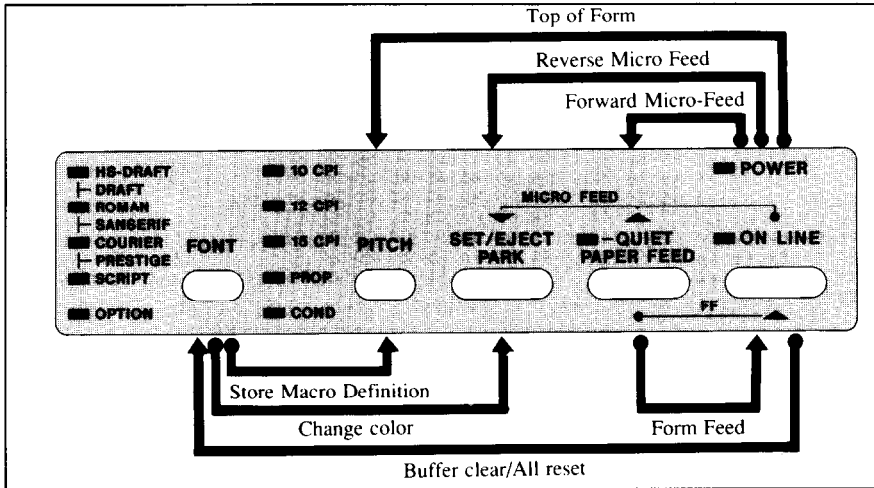 Top of Form
Reverse Micro Feed
Forward Micro-Feed
HS-DRAFT
DRAFT
ROMAN
SANSERIF
COURIER
PRESTIGE
SCRIPT
OPTION
FONT
10 CPI
12 CPI
15 CPI
PROP
COND
PITCH
MICRO FEED
SET/EJECT
PARK
-QUIET
PAPER FEED
POWER
ON LINE
FF
Store Macro Definition
Change color
Form Feed
Buffer clear/All reset